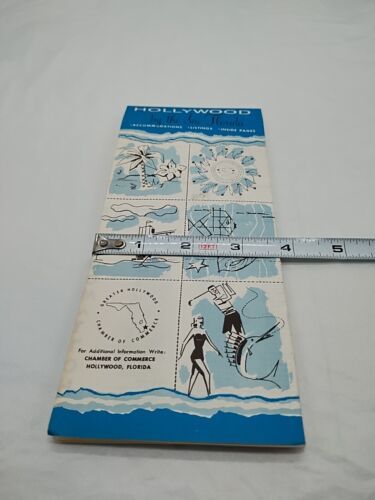 HOLLYWOOD
by the Sea, Florida
•ACCOMMODATIONS •LISTINGS •INSIDE PAGES
1 2 3 4 5
GREATER HOLLYWOOD
CHAMBER OF COMMERCE
For Additional Information Write:
CHAMBER OF COMMERCE
HOLLYWOOD, FLORIDA